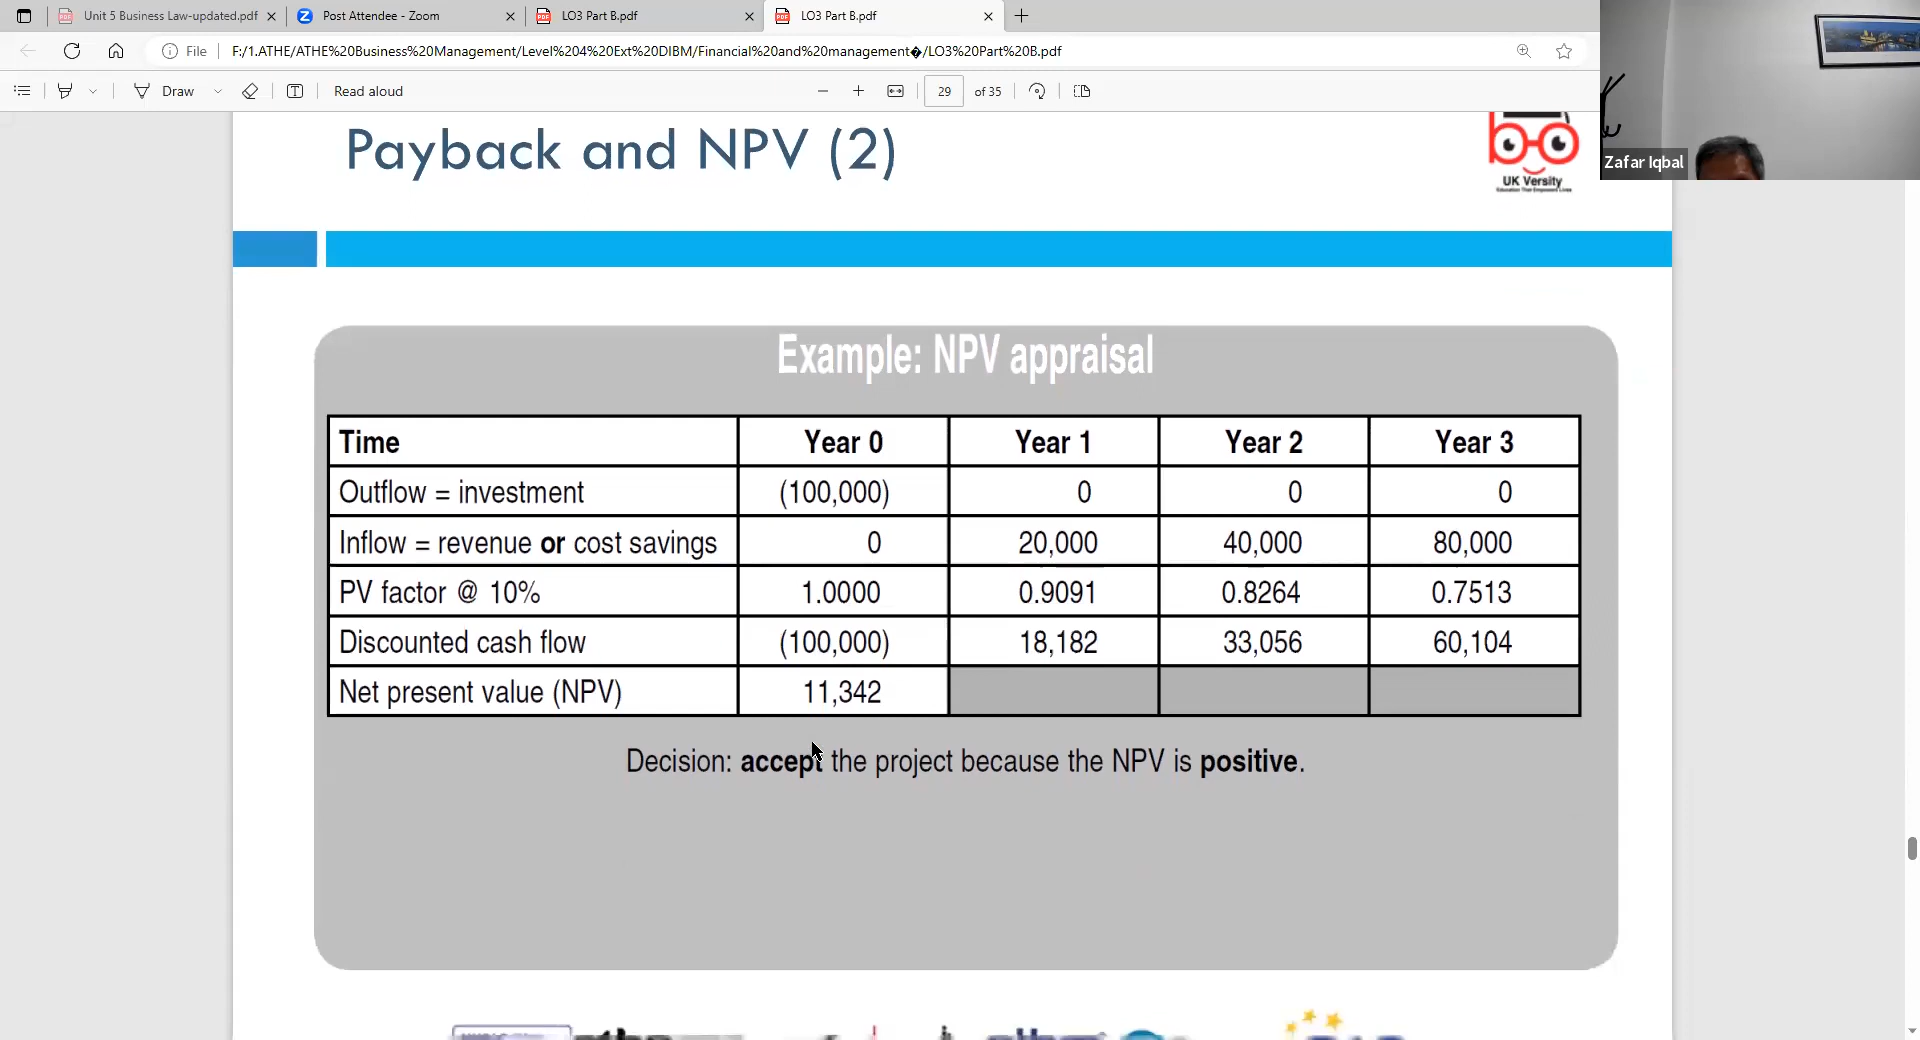 Unit 5 Business Law-updated.pdf
Post Attendee - Zoom
LO3 Part B.pdf
LO3 Part B.pdf
File
F:/1.ATHE/ATHE%20Business%20Management/Level%204%20Ext%20DIBM/Financial%20and%20management�/LO3%20Part%20B.pdf
Draw
Read aloud
29 of 35
Zafar Iqbal
Payback and NPV (2)
UK Versity
Example: NPV appraisal
Time Year 0 Year 1 Year 2 Year 3
Outflow = investment (100,000) 0 0 0
Inflow = revenue or cost savings 0 20,000 40,000 80,000
PV factor @ 10% 1.0000 0.9091 0.8264 0.7513
Discounted cash flow (100,000) 18,182 33,056 60,104
Net present value (NPV) 11,342
Decision: accept the project because the NPV is positive.